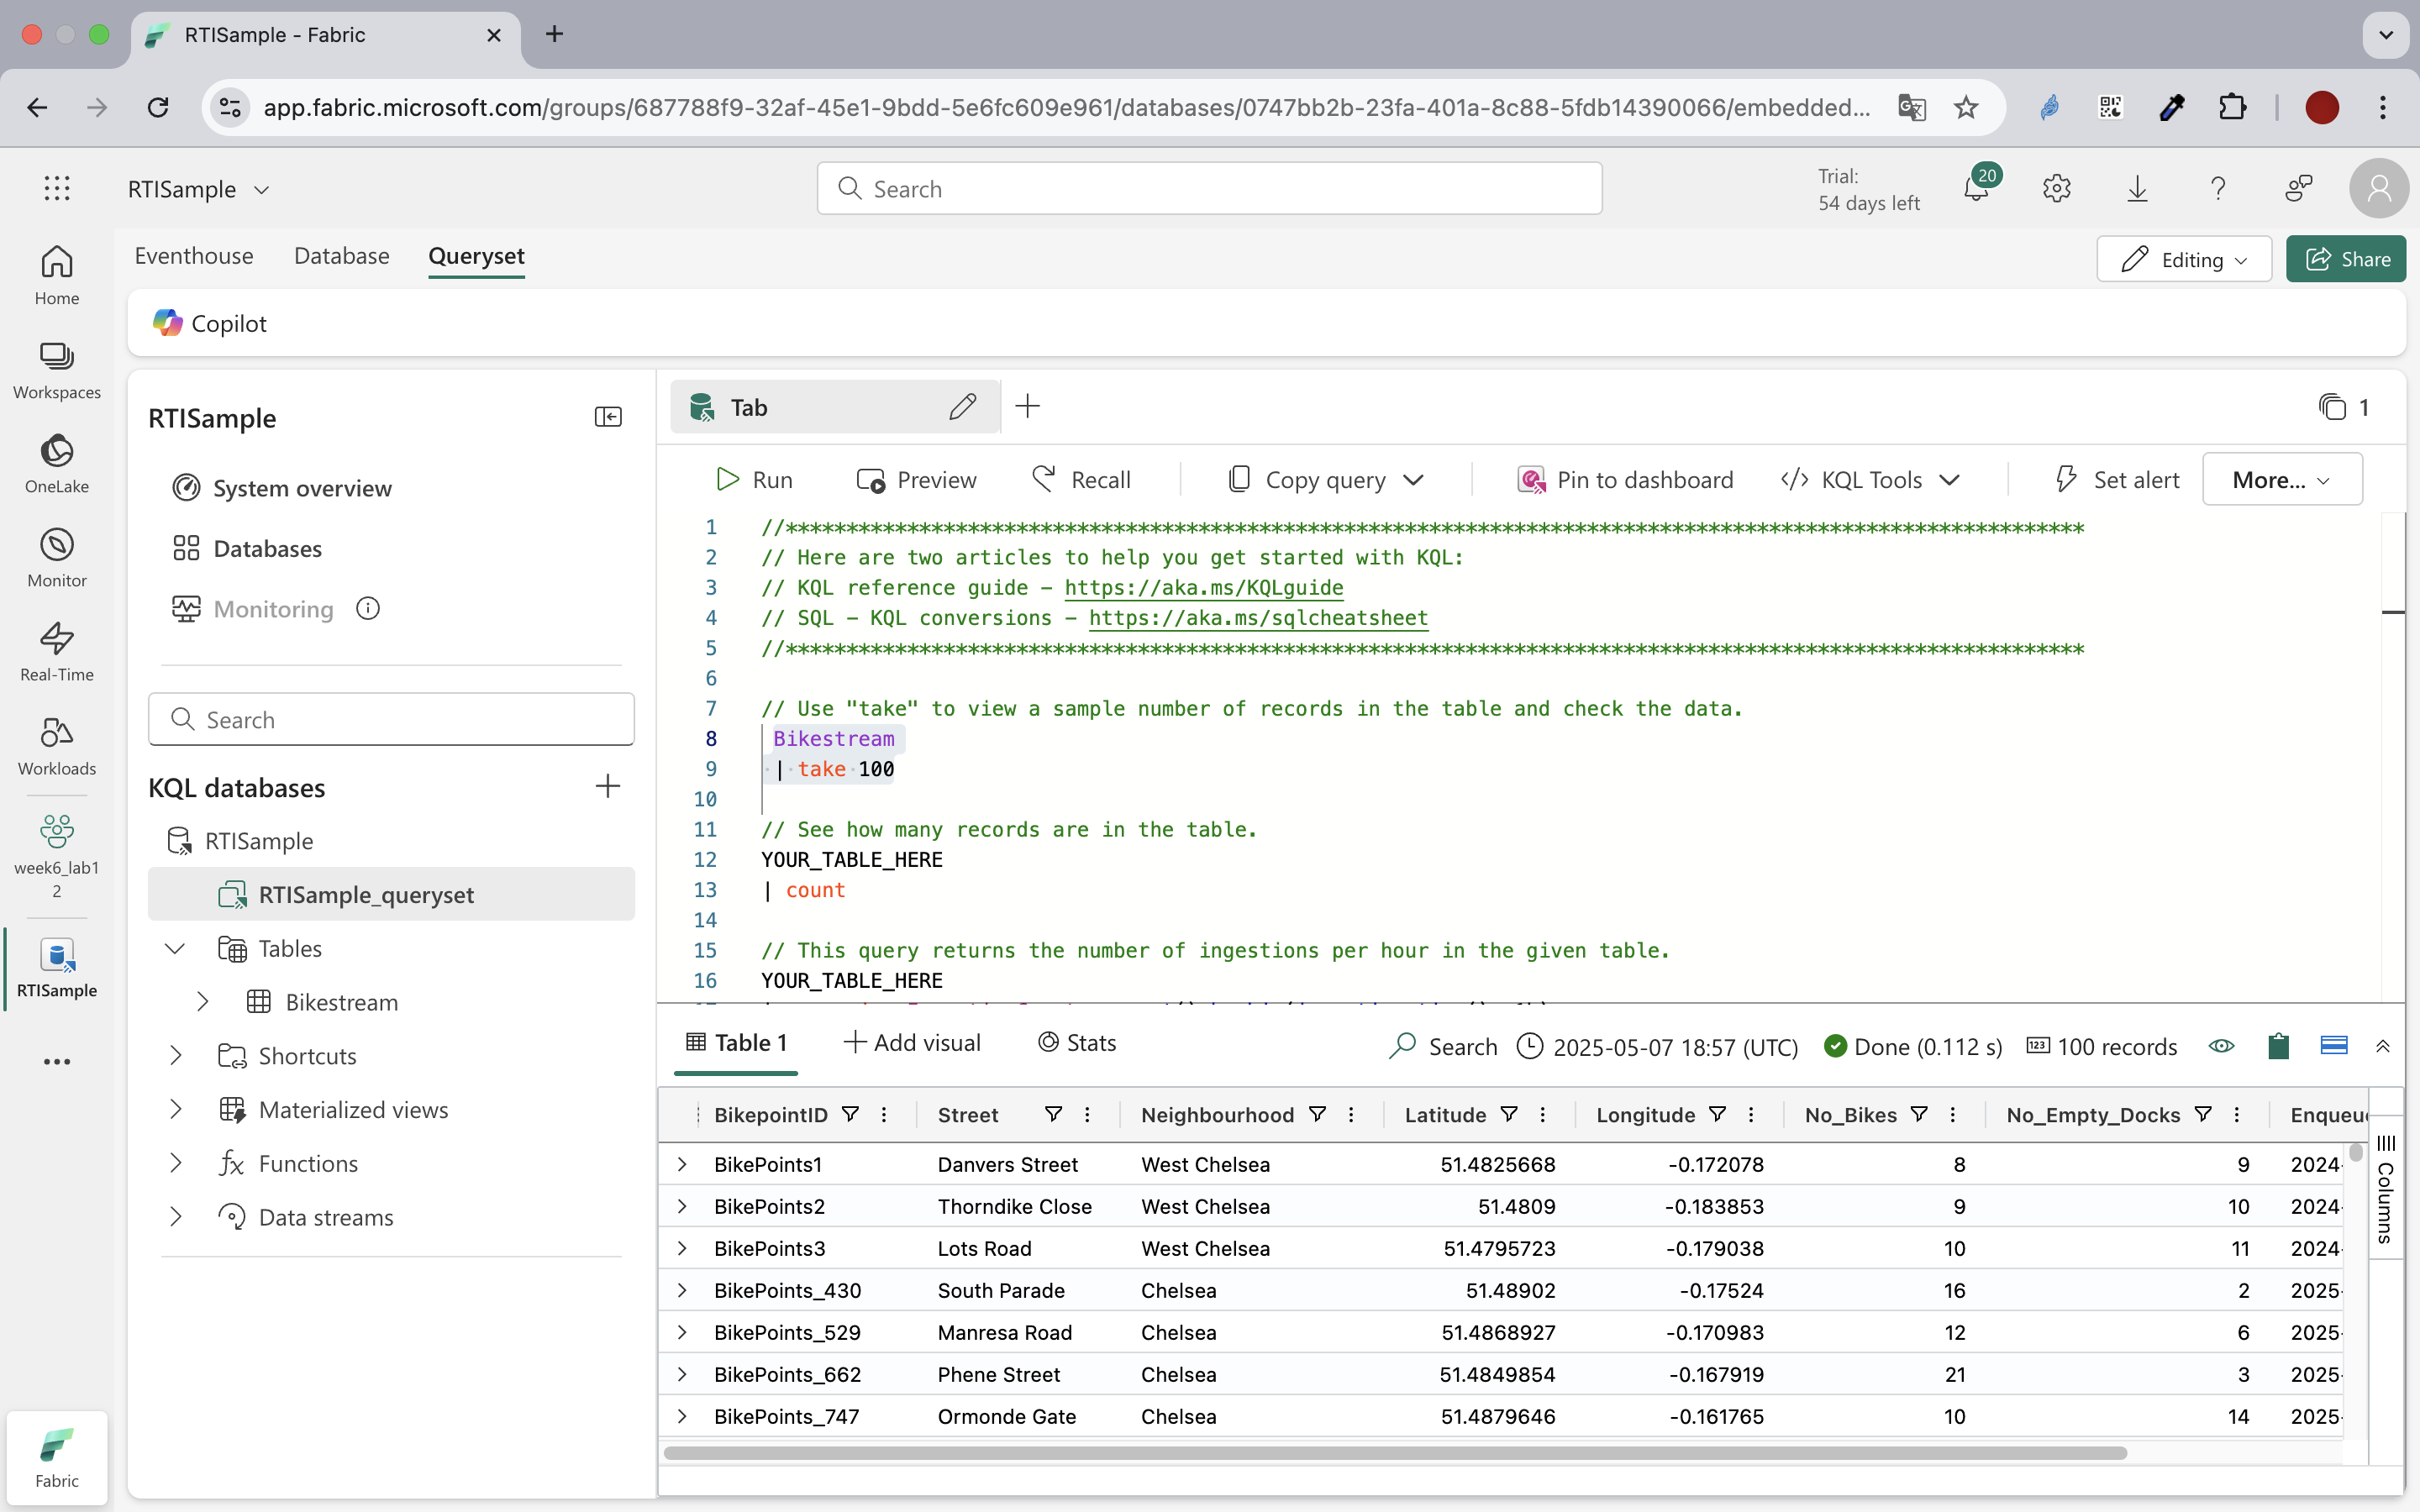 RTISample - Fabric
app.fabric.microsoft.com/groups/687788f9-32af-45e1-9bdd-5e6fc609e961/databases/0747bb2b-23fa-401a-8c88-5fdb14390066/embedded...
RTISample
Search
Trial:
54 days left
20
Home
Workspaces
OneLake
Monitor
Real-Time
Workloads
week6_lab1
2
RTISample
Fabric
Eventhouse Database Queryset
Editing
Share
Copilot
RTISample
System overview
Databases
Monitoring
Search
KQL databases
RTISample
RTISample_queryset
Tables
Bikestream
Shortcuts
Materialized views
Functions
Data streams
Tab
1
Run Preview Recall Copy query Pin to dashboard KQL Tools Set alert More...
1 //************************************************************************************************************
2 // Here are two articles to help you get started with KQL:
3 // KQL reference guide - https://aka.ms/KQLguide
4 // SQL - KQL conversions - https://aka.ms/sqlcheatsheet
5 //************************************************************************************************************
6
7 // Use "take" to view a sample number of records in the table and check the data.
8 Bikestream
9 | take 100
10
11 // See how many records are in the table.
12 YOUR_TABLE_HERE
13 | count
14
15 // This query returns the number of ingestions per hour in the given table.
16 YOUR_TABLE_HERE
Table 1 Add visual Stats Search 2025-05-07 18:57 (UTC) Done (0.112 s) 123 100 records
BikepointID Street Neighbourhood Latitude Longitude No_Bikes No_Empty_Docks
BikePoints1 Danvers Street West Chelsea 51.4825668 -0.172078 8 9 2024-
BikePoints2 Thorndike Close West Chelsea 51.4809 -0.183853 9 10 2024-
BikePoints3 Lots Road West Chelsea 51.4795723 -0.179038 10 11 2024-
BikePoints_430 South Parade Chelsea 51.48902 -0.17524 16 2 2025-
BikePoints_529 Manresa Road Chelsea 51.4868927 -0.170983 12 6 2025-
BikePoints_662 Phene Street Chelsea 51.4849854 -0.167919 21 3 2025-
BikePoints_747 Ormonde Gate Chelsea 51.4879646 -0.161765 10 14 2025-
Columns